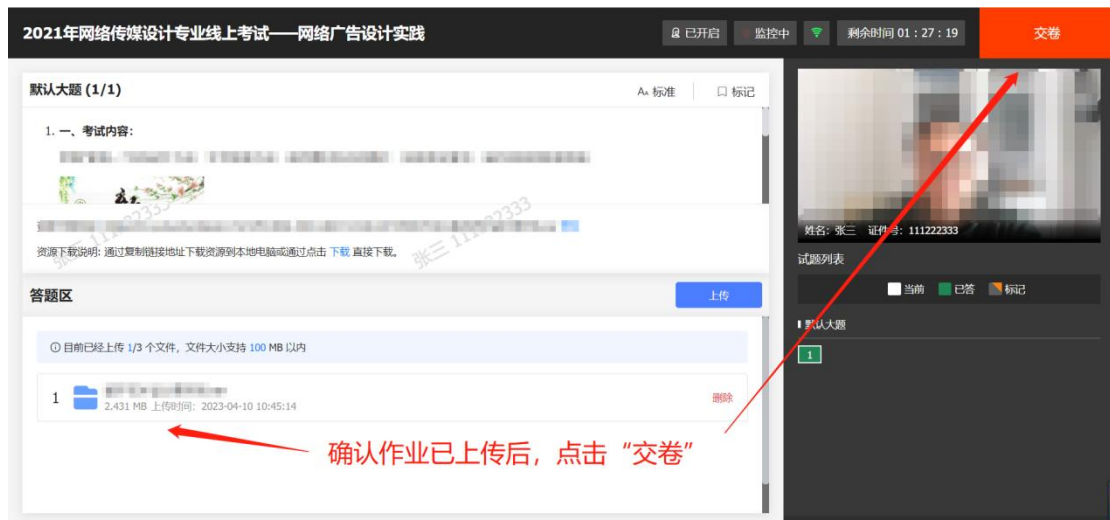 2021年网络传媒设计专业线上考试——网络广告设计实践
已开启
监控中
剩余时间 01:27:19
交卷
默认大题 (1/1)
标准
标记
1. 一、考试内容：
张三 111222333
资源下载说明: 通过复制链接地址下载资源到本地电脑或通过点击 下载 直接下载。
张三 111222333
答题区
上传
目前已经上传 1/3 个文件，文件大小支持 100 MB 以内
1
2.431 MB 上传时间：2023-04-10 10:45:14
删除
确认作业已上传后，点击“交卷”
姓名：张三 证件号：111222333
试题列表
当前 已答 标记
默认大题
1